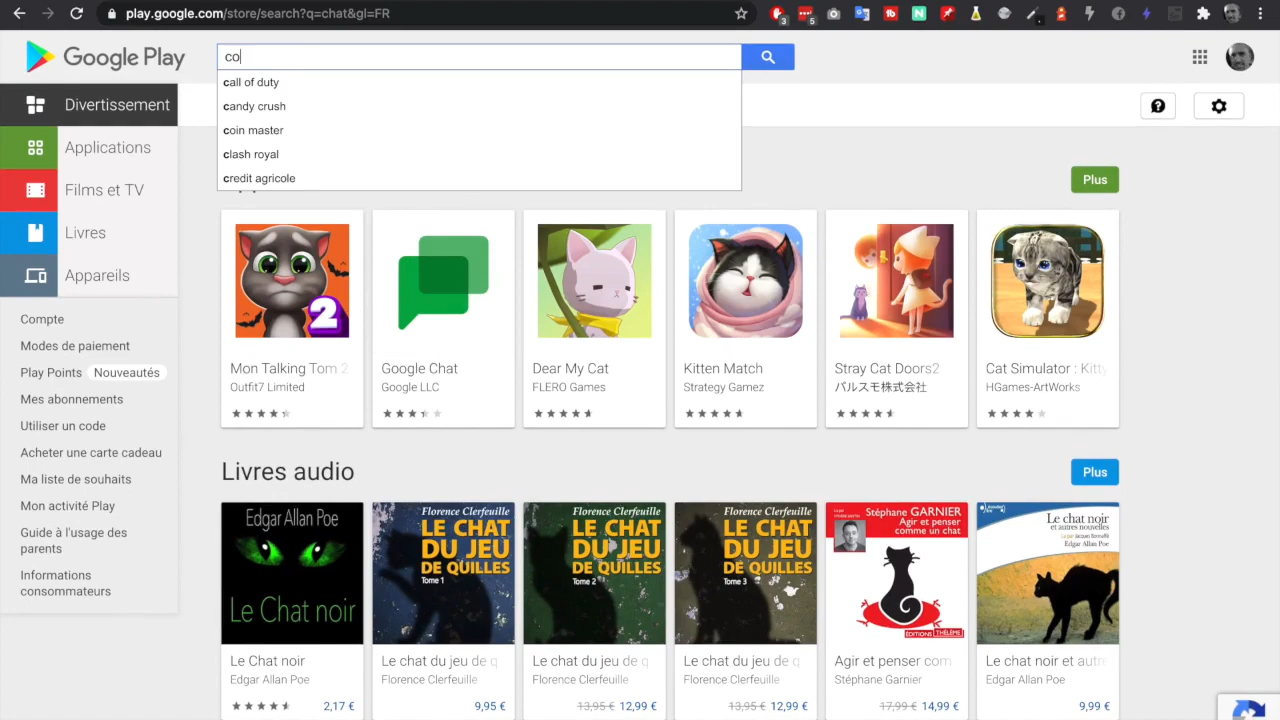 play.google.com/store/search?q=chat&gl=FR
3
5
Google Play
co
call of duty
candy crush
coin master
clash royal
credit agricole
Divertissement
Applications
Films et TV
Livres
Appareils
Compte
Modes de paiement
Play Points Nouveautés
Mes abonnements
Utiliser un code
Acheter une carte cadeau
Ma liste de souhaits
Mon activité Play
Guide à l'usage des
parents
Informations
consommateurs
Plus
2
Mon Talking Tom 2
Outfit7 Limited
Google Chat
Google LLC
Dear My Cat
FLERO Games
Kitten Match
Strategy Gamez
Stray Cat Doors2
パルスモ株式会社
Cat Simulator : Kitty
HGames-ArtWorks
Livres audio
Plus
Edgar Allan Poe
Le Chat noir
Florence Clerfeuille
LE CHAT
DU JEU
DE QUILLES
Tome 1
Florence Clerfeuille
LE CHAT
DU JEU
DE QUILLES
Tome 2
Florence Clerfeuille
LE CHAT
DU JEU
DE QUILLES
Tome 3
Stéphane GARNIER
Agir et penser
comme un chat
ÉDITIONS THÉLÈME
Le chat noir
et autres nouvelles
Edgar Allan Poe
Le Chat noir
Edgar Allan Poe
2,17 €
Le chat du jeu de q
Florence Clerfeuille
9,95 €
Le chat du jeu de q
Florence Clerfeuille
13,95 € 12,99 €
Le chat du jeu de q
Florence Clerfeuille
13,95 € 12,99 €
Agir et penser com
Stéphane Garnier
17,99 € 14,99 €
Le chat noir et autre
Edgar Allan Poe
9,99 €